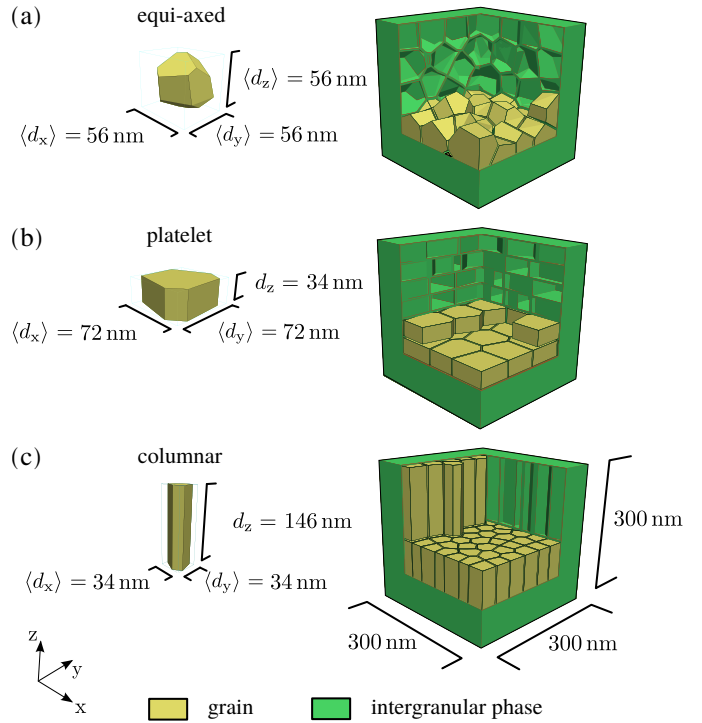 (a)
equi-axed
⟨d_z⟩ = 56 nm
⟨d_x⟩ = 56 nm
⟨d_y⟩ = 56 nm
(b)
platelet
d_z = 34 nm
⟨d_x⟩ = 72 nm
⟨d_y⟩ = 72 nm
(c)
columnar
d_z = 146 nm
300 nm
⟨d_x⟩ = 34 nm
⟨d_y⟩ = 34 nm
300 nm
300 nm
z
y
x
grain
intergranular phase